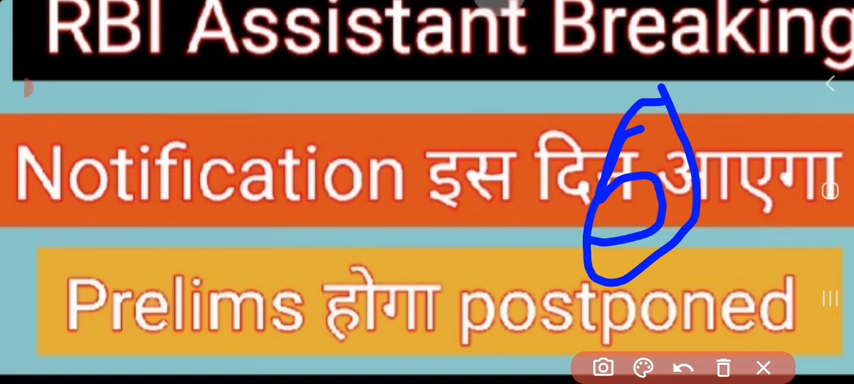 RBI Assistant Breaking
Notification इस दिन आएगा
Prelims होगा postponed